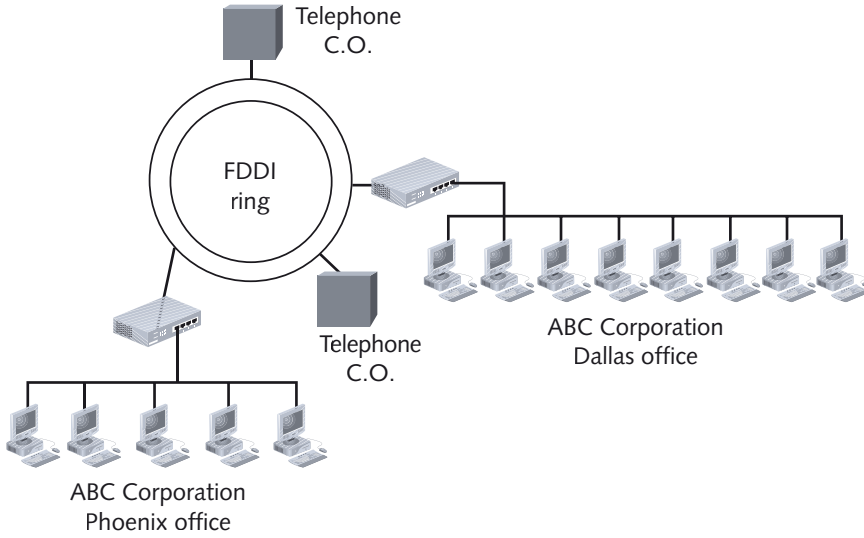 Telephone
C.O.
FDDI
ring
Telephone
C.O.
ABC Corporation
Dallas office
ABC Corporation
Phoenix office